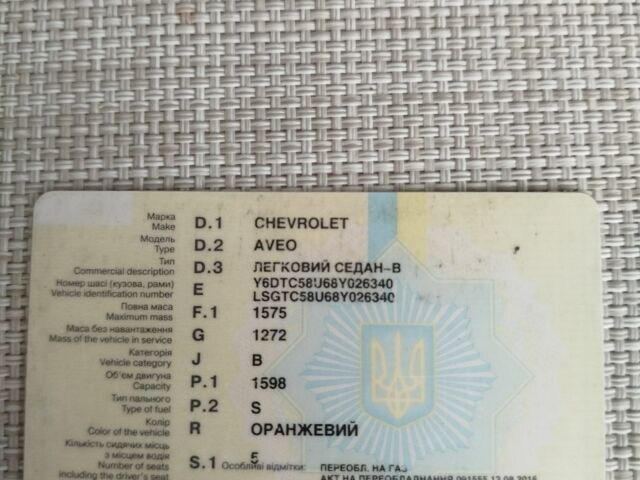 Марка
Make D.1 CHEVROLET
Модель
Type D.2 AVEO
Тип
Commercial description D.3 ЛЕГКОВИЙ СЕДАН-В
Номер шасі (кузова, рами)
Vehicle identification number E Y6DTC58U68Y026340
LSGTC58U68Y026340
Повна маса
Maximum mass F.1 1575
Маса без навантаження
Mass of the vehicle in service G 1272
Категорія
Vehicle category J B
Об'єм двигуна
Capacity P.1 1598
Тип пального
Type of fuel P.2 S
Колір
Color of the vehicle R ОРАНЖЕВИЙ
Кількість сидячих місць
з місцем водія
Number of seats S.1 5
including the driver's seat
Особливі відмітки: ПЕРЕОБЛ. НА ГАЗ
АКТ НА ПЕРЕОБЛАДНАННЯ 091555